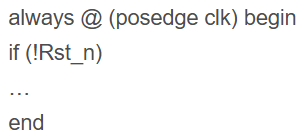 always @ (posedge clk) begin
if (!Rst_n)
…
end